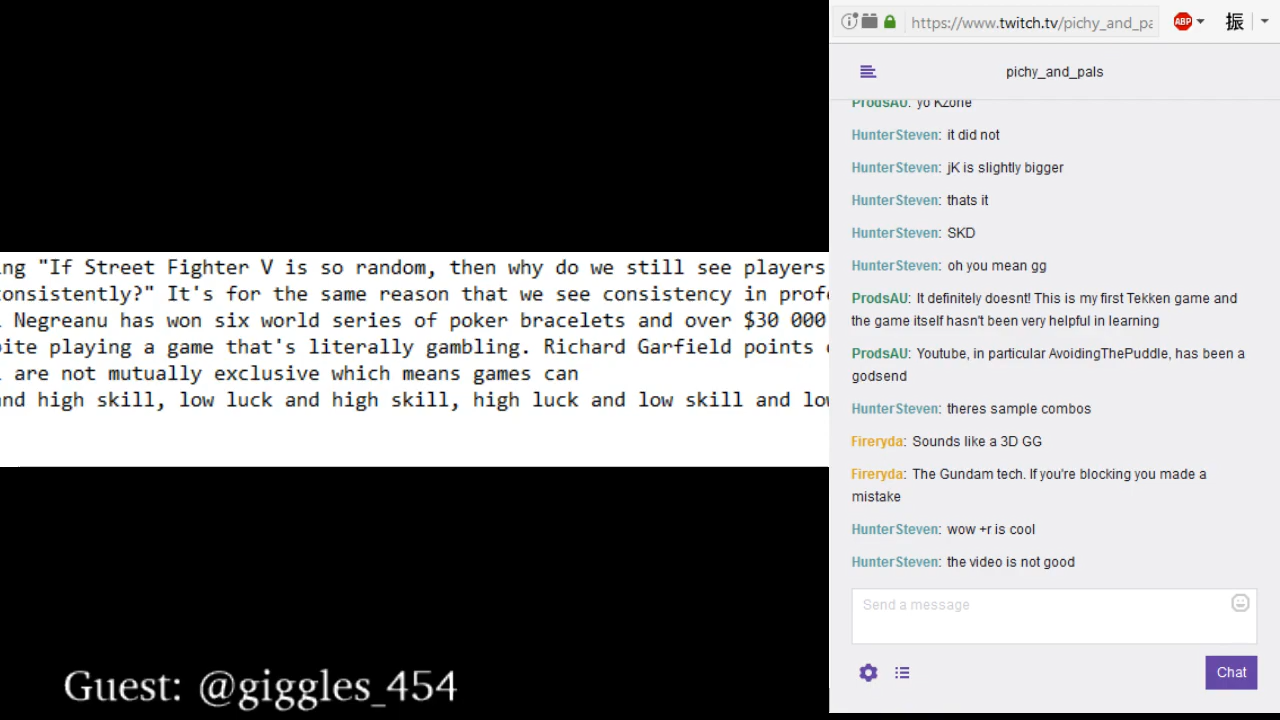 ing "If Street Fighter V is so random, then why do we still see players
consistently?" It's for the same reason that we see consistency in
Negreanu has won six world series of poker bracelets and over $30 000
playing a game that's literally gambling. Richard Garfield points
are not mutually exclusive which means games can
and high skill, low luck and high skill, high luck and low skill and
Guest: @giggles_454
https://www.twitch.tv/pichy_and_pa
ABP
振
pichy_and_pals
ProdsAU: yo KZone
HunterSteven: it did not
HunterSteven: jK is slightly bigger
HunterSteven: thats it
HunterSteven: SKD
HunterSteven: oh you mean gg
ProdsAU: It definitely doesnt! This is my first Tekken game and
the game itself hasn't been very helpful in learning
ProdsAU: Youtube, in particular AvoidingThePuddle, has been a
godsend
HunterSteven: theres sample combos
Fireryda: Sounds like a 3D GG
Fireryda: The Gundam tech. If you're blocking you made a
mistake
HunterSteven: wow +r is cool
HunterSteven: the video is not good
Send a message
Chat